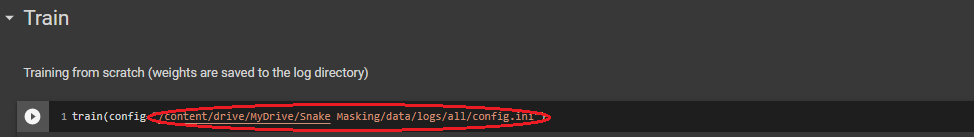 Train
Training from scratch (weights are saved to the log directory)
1 train(config='/content/drive/MyDrive/Snake Masking/data/logs/all/config.ini')